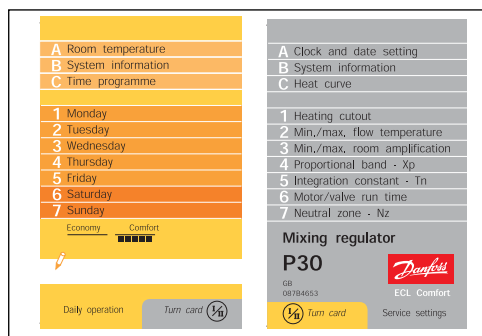 A Room temperature
B System information
C Time programme
1 Monday
2 Tuesday
3 Wednesday
4 Thursday
5 Friday
6 Saturday
7 Sunday
Economy Comfort
Daily operation Turn card I/II
A Clock and date setting
B System information
C Heat curve
1 Heating cutout
2 Min,/max, flow temperature
3 Min,/max, room amplification
4 Proportional band - Xp
5 Integration constant - Tn
6 Motor/valve run time
7 Neutral zone - Nz
Mixing regulator
P30
Danfoss
GB
087B4653
ECL Comfort
I/II Turn card Service settings